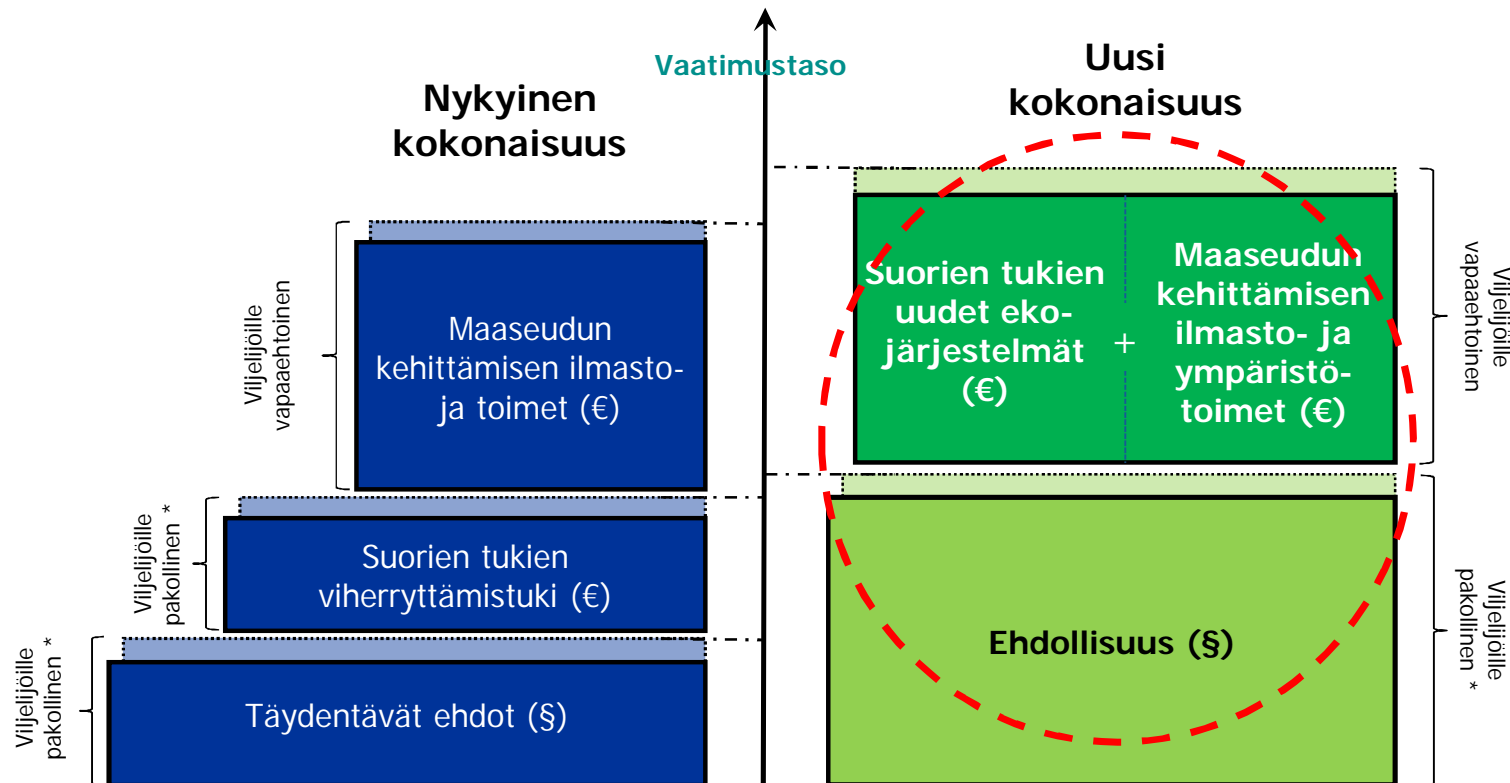 Vaatimustaso
Nykyinen
kokonaisuus
Uusi
kokonaisuus
Viljelijöille
vapaaehtoinen
Maaseudun
kehittämisen ilmasto-
ja toimet (€)
Viljelijöille
pakollinen *
Suorien tukien
viherryttämistuki (€)
Viljelijöille
pakollinen *
Täydentävät ehdot (§)
Suorien tukien
uudet eko-
järjestelmät
(€)
+
Maaseudun
kehittämisen
ilmasto- ja
ympäristö-
toimet (€)
Viljelijöille
vapaaehtoinen
Ehdollisuus (§)
Viljelijöille
pakollinen *